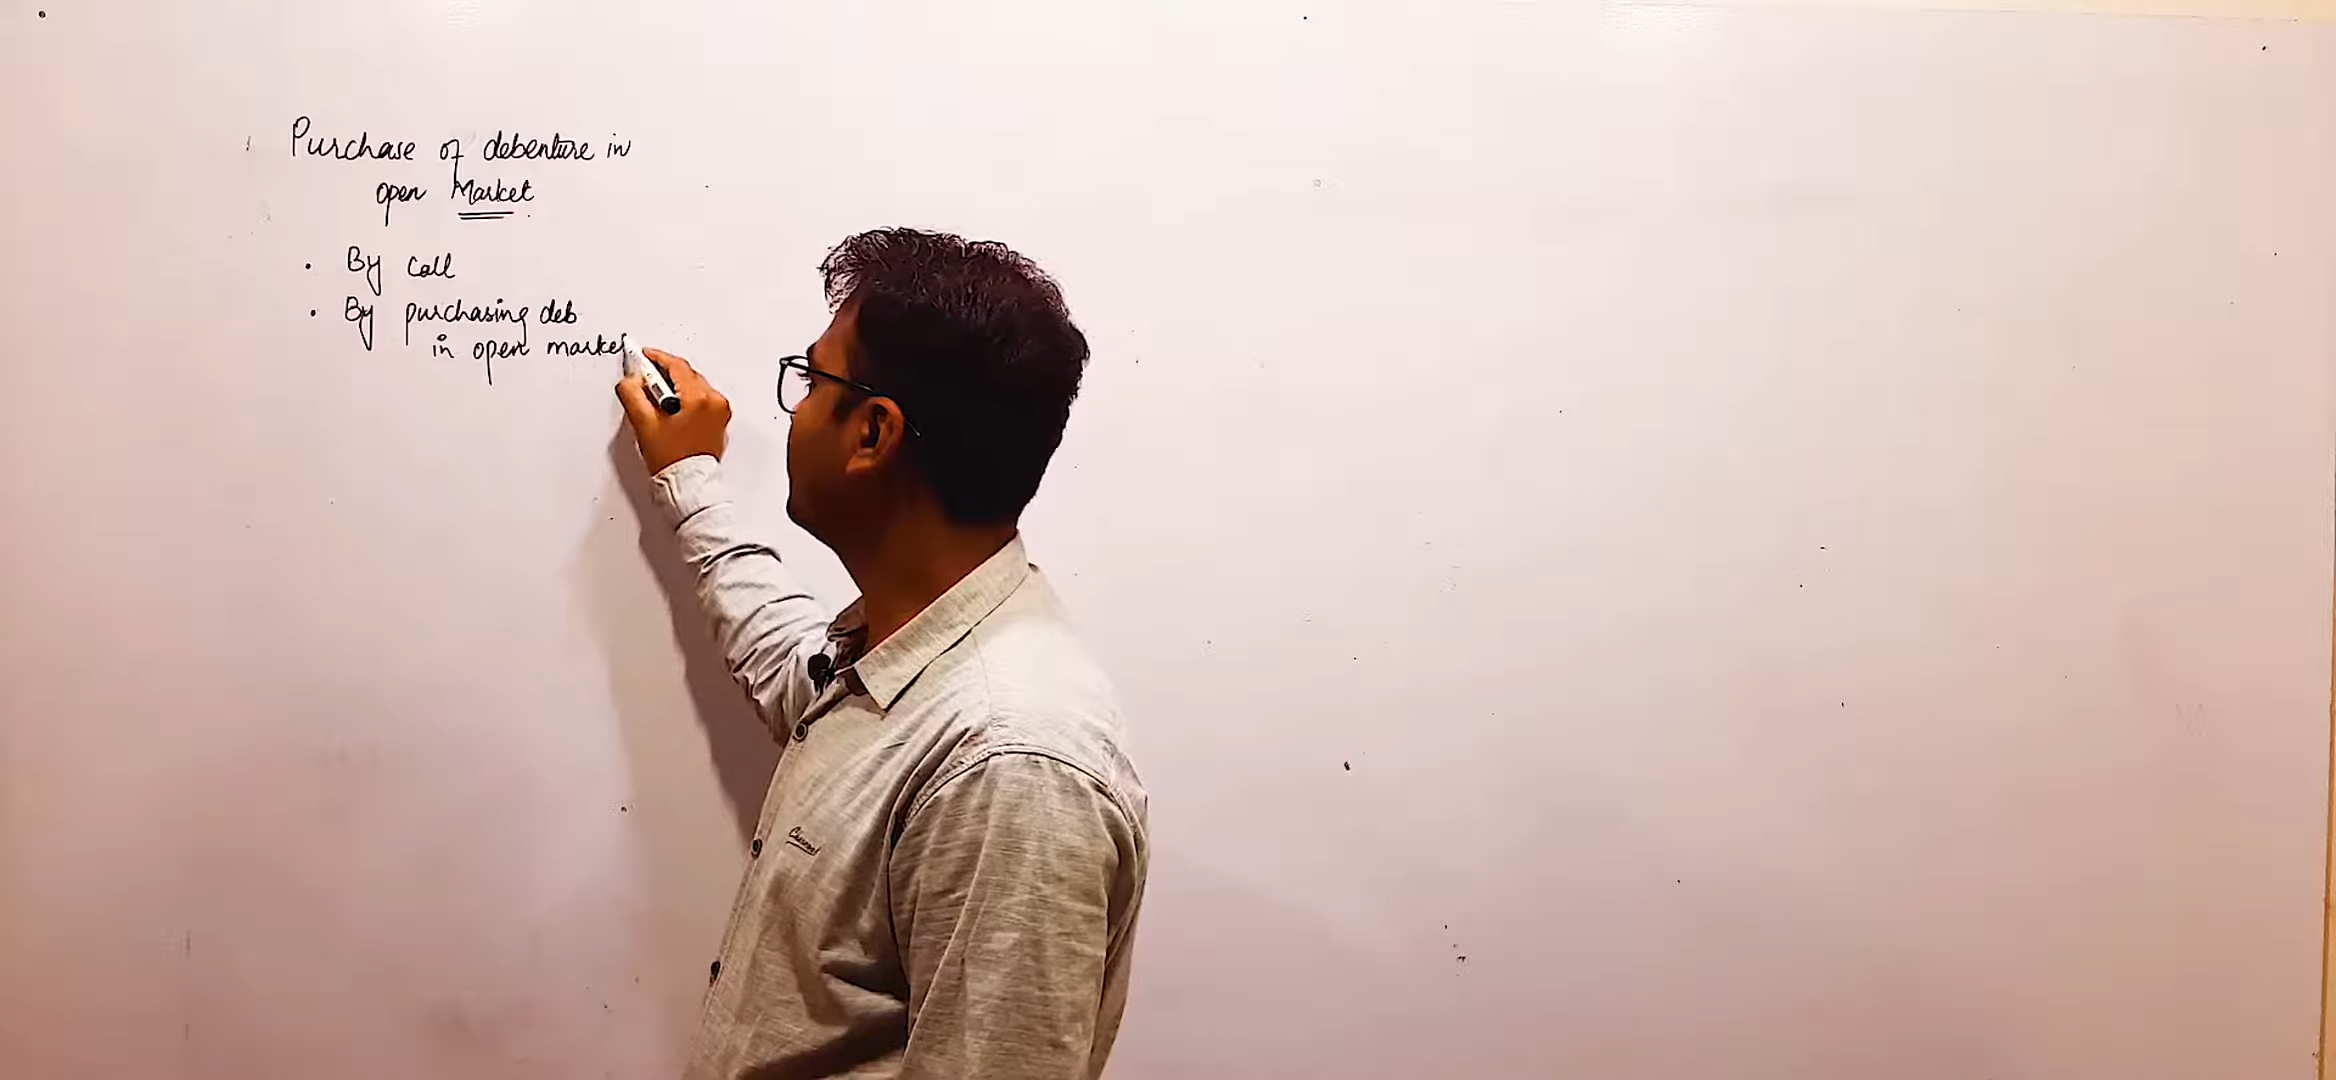 Purchase of debenture in
open Market
• By Call
• By purchasing deb
in open market